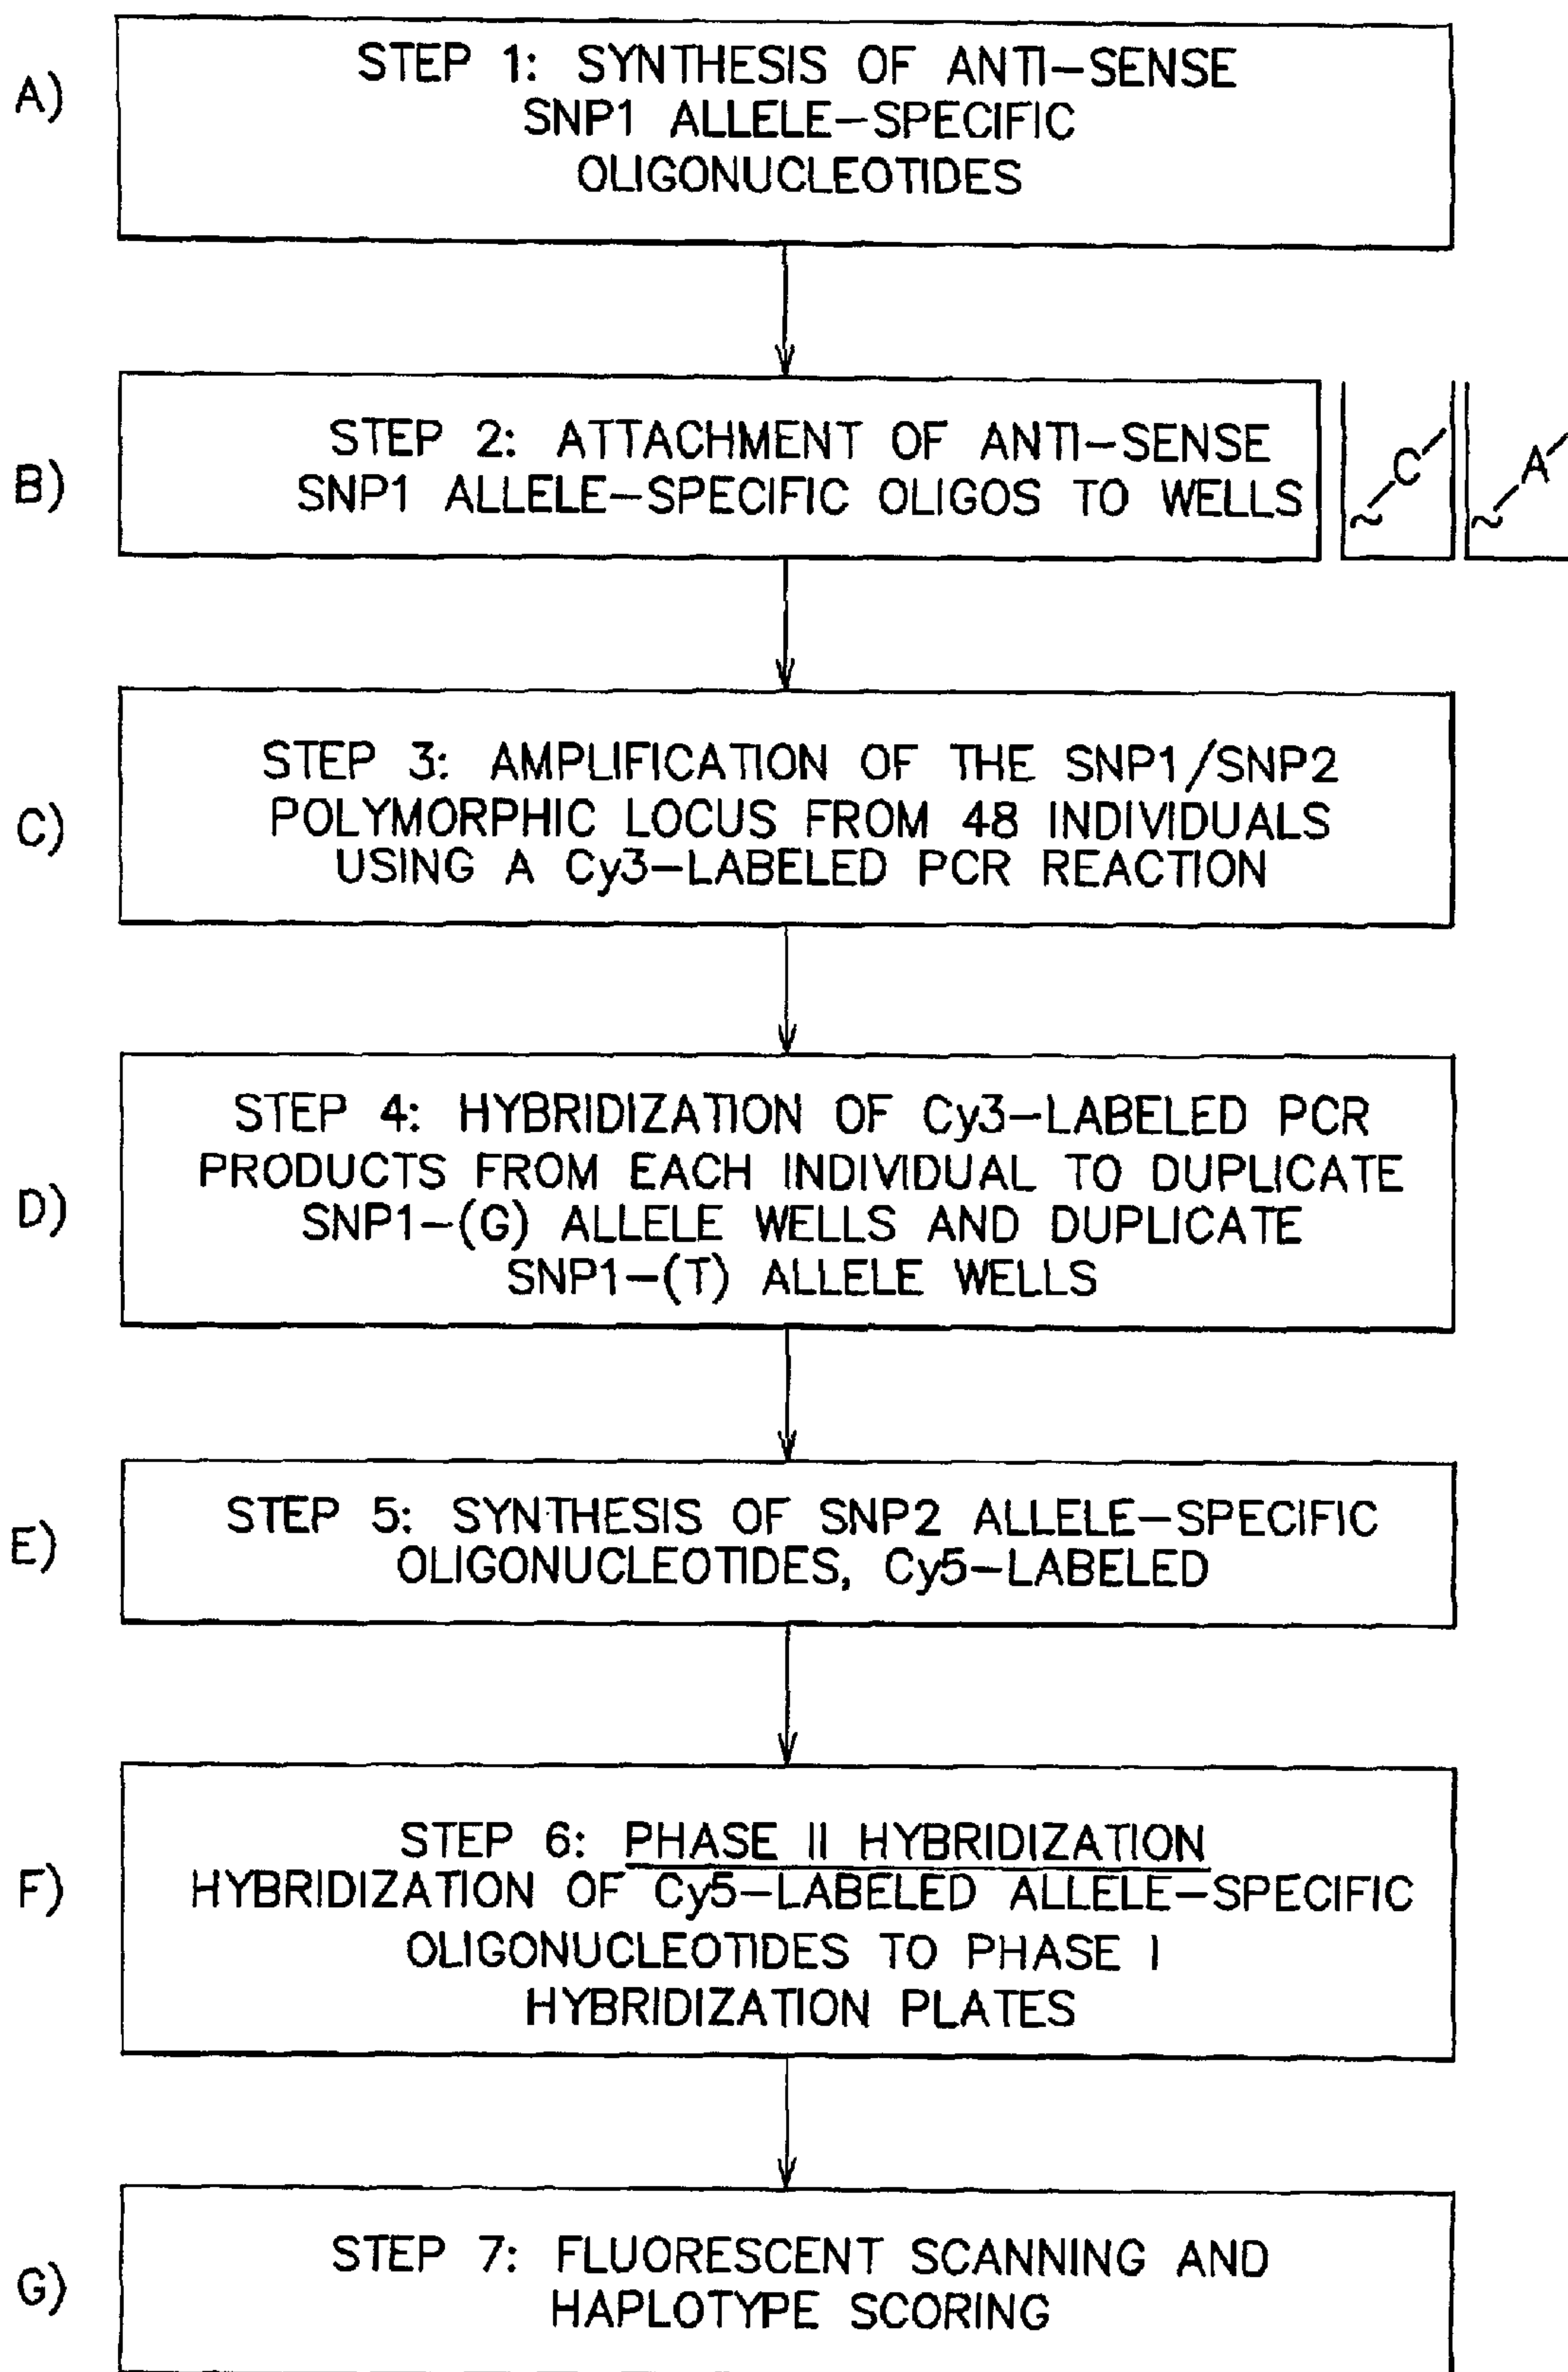 A)
STEP 1: SYNTHESIS OF ANTI-SENSE
SNP1 ALLELE-SPECIFIC
OLIGONUCLEOTIDES
B)
STEP 2: ATTACHMENT OF ANTI-SENSE
SNP1 ALLELE-SPECIFIC OLIGOS TO WELLS
C
A
C)
STEP 3: AMPLIFICATION OF THE SNP1/SNP2
POLYMORPHIC LOCUS FROM 48 INDIVIDUALS
USING A Cy3-LABELED PCR REACTION
D)
STEP 4: HYBRIDIZATION OF Cy3-LABELED PCR
PRODUCTS FROM EACH INDIVIDUAL TO DUPLICATE
SNP1-(G) ALLELE WELLS AND DUPLICATE
SNP1-(T) ALLELE WELLS
E)
STEP 5: SYNTHESIS OF SNP2 ALLELE-SPECIFIC
OLIGONUCLEOTIDES, Cy5-LABELED
F)
STEP 6: PHASE II HYBRIDIZATION
HYBRIDIZATION OF Cy5-LABELED ALLELE-SPECIFIC
OLIGONUCLEOTIDES TO PHASE I
HYBRIDIZATION PLATES
G)
STEP 7: FLUORESCENT SCANNING AND
HAPLOTYPE SCORING